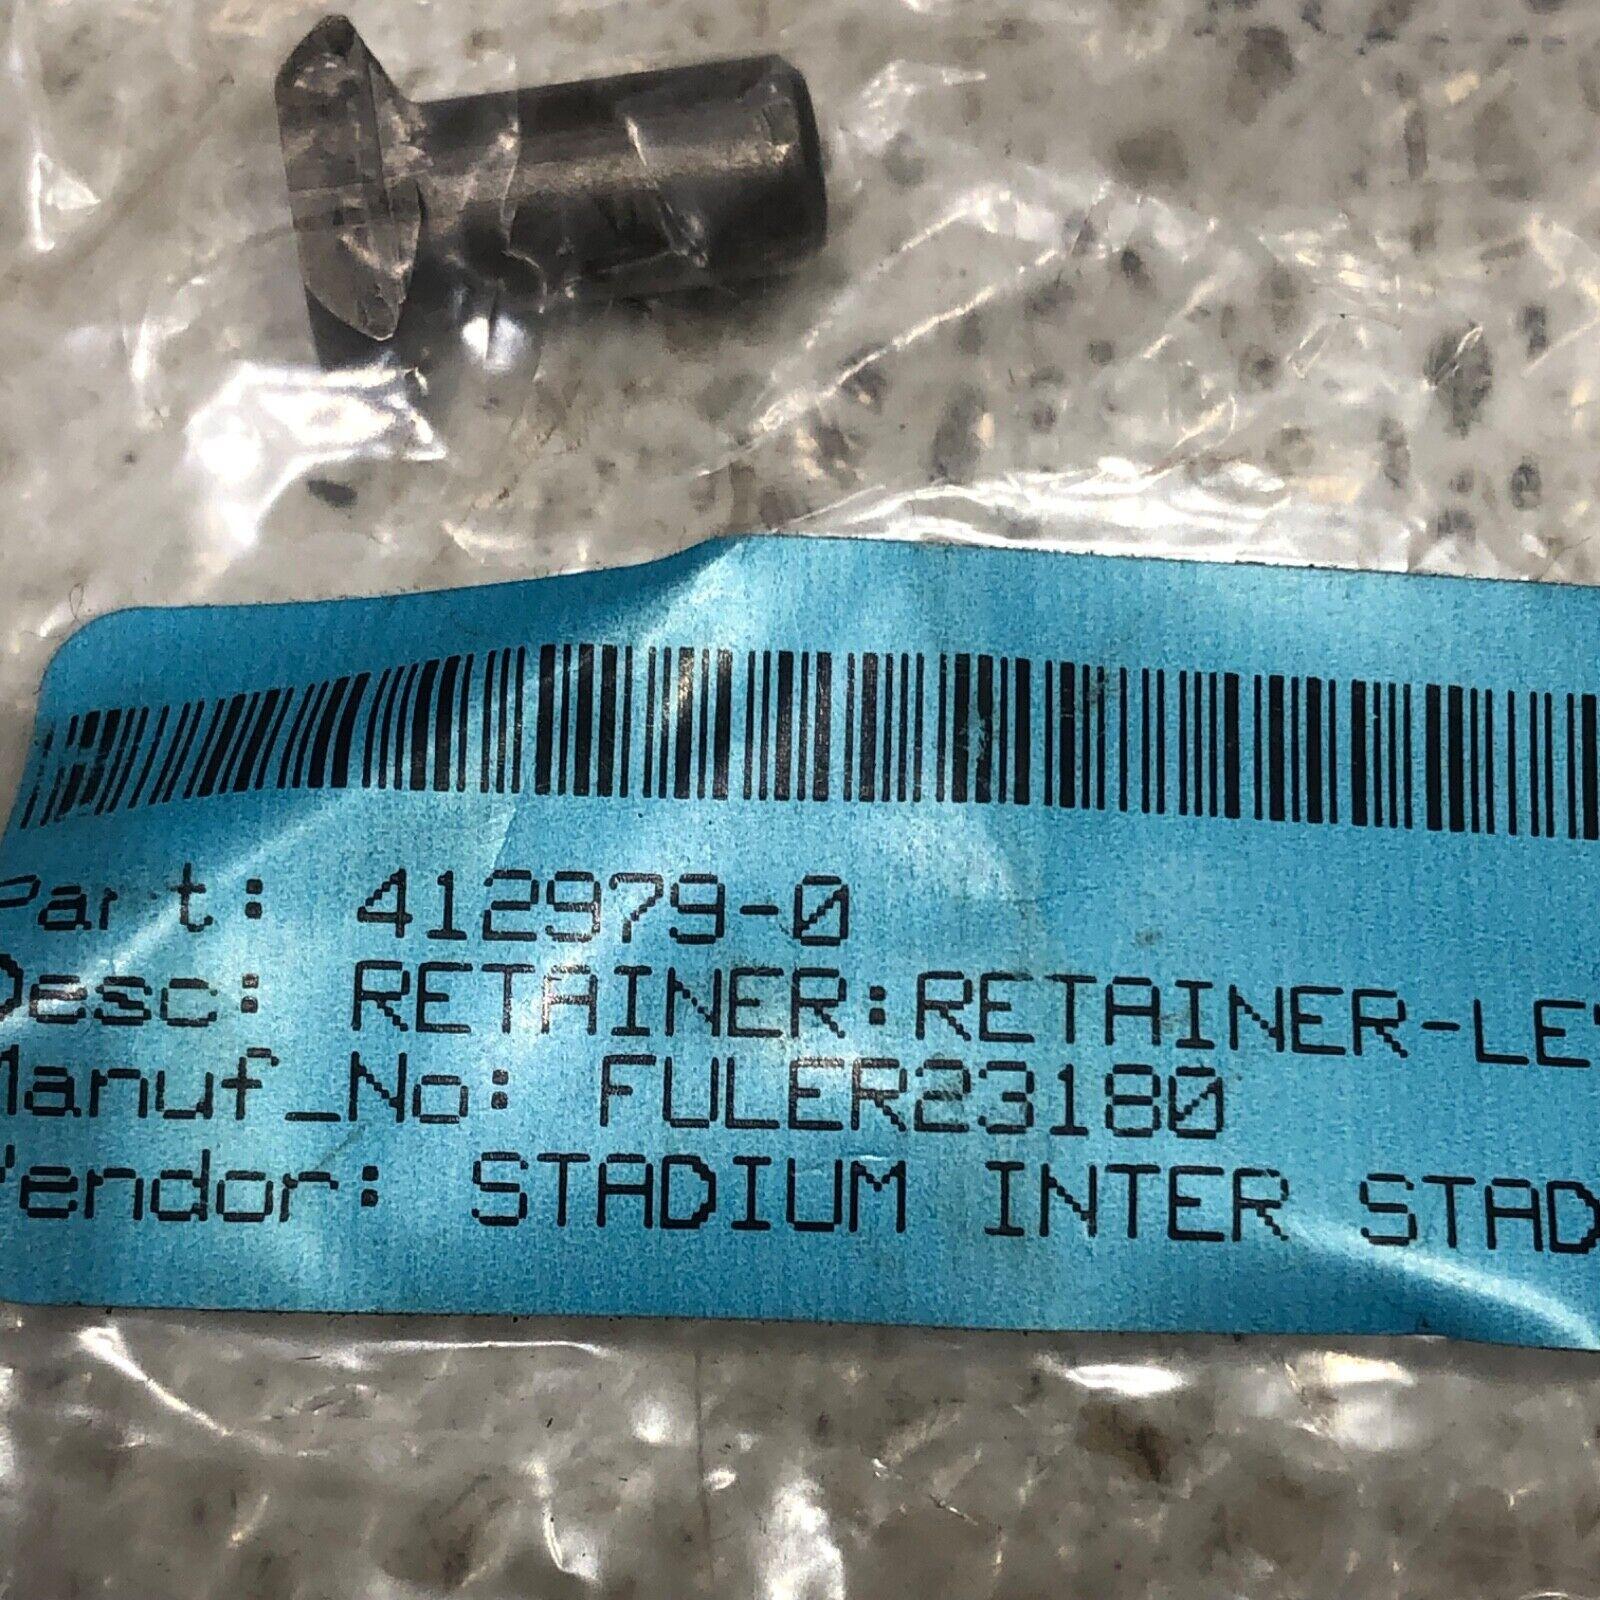 Part: 412979-0
Desc: RETAINER:RETAINER-LE
Manuf_No: FULER23180
Vendor: STADIUM INTER STAD